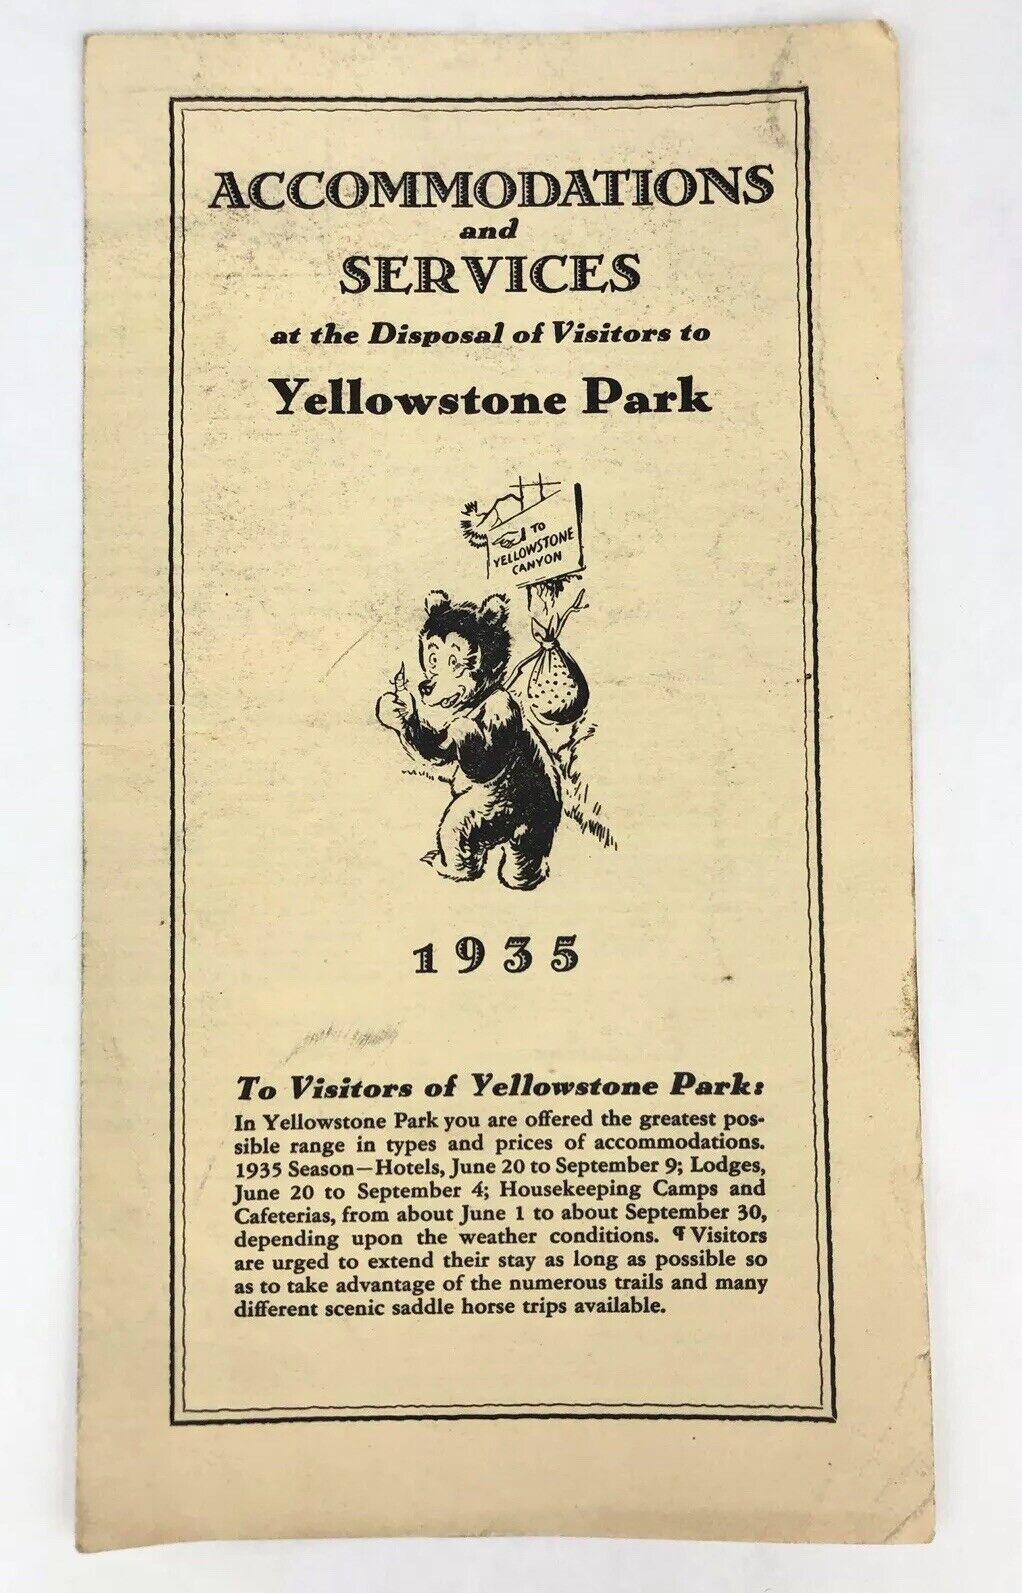 ACCOMMODATIONS
and
SERVICES
at the Disposal of Visitors to
Yellowstone Park
TO
YELLOWSTONE
CANYON
1935
To Visitors of Yellowstone Park:
In Yellowstone Park you are offered the greatest pos-
sible range in types and prices of accommodations.
1935 Season—Hotels, June 20 to September 9; Lodges,
June 20 to September 4; Housekeeping Camps and
Cafeterias, from about June 1 to about September 30,
depending upon the weather conditions. ¶ Visitors
are urged to extend their stay as long as possible so
as to take advantage of the numerous trails and many
different scenic saddle horse trips available.